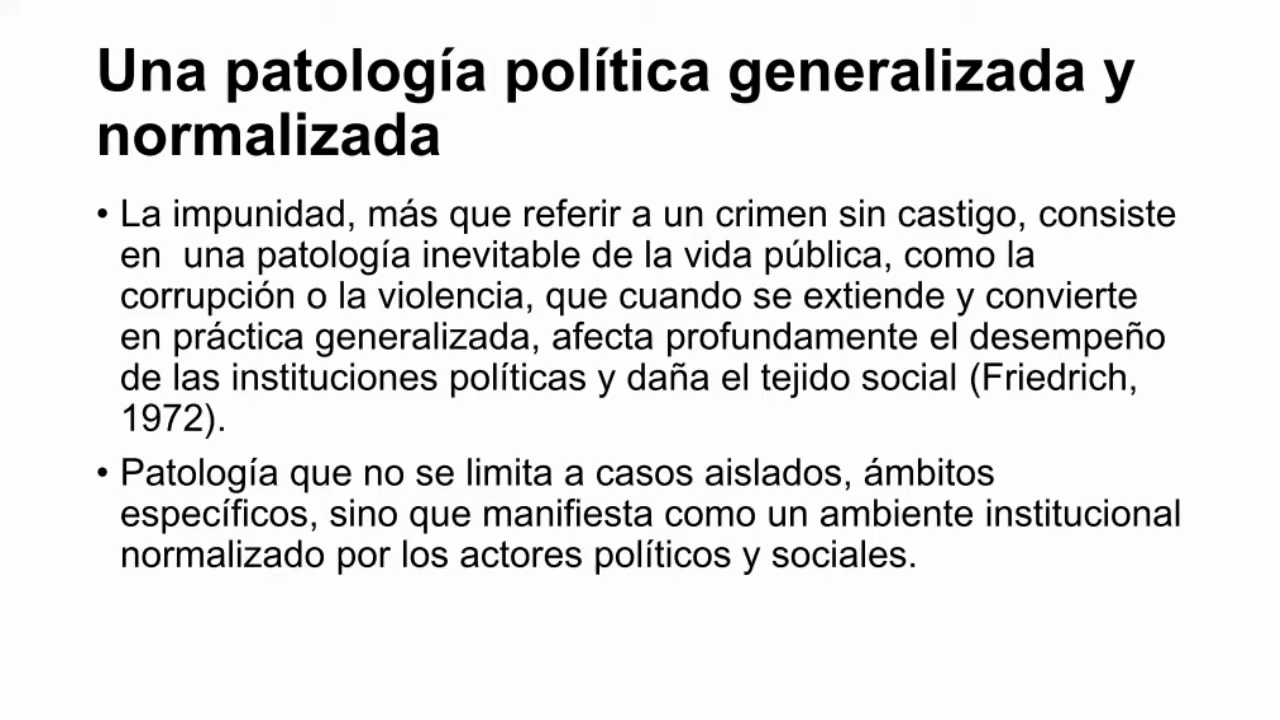 Una patología política generalizada y
normalizada
• La impunidad, más que referir a un crimen sin castigo, consiste
en  una patología inevitable de la vida pública, como la
corrupción o la violencia, que cuando se extiende y convierte
en práctica generalizada, afecta profundamente el desempeño
de las instituciones políticas y daña el tejido social (Friedrich,
1972).
• Patología que no se limita a casos aislados, ámbitos
específicos, sino que manifiesta como un ambiente institucional
normalizado por los actores políticos y sociales.